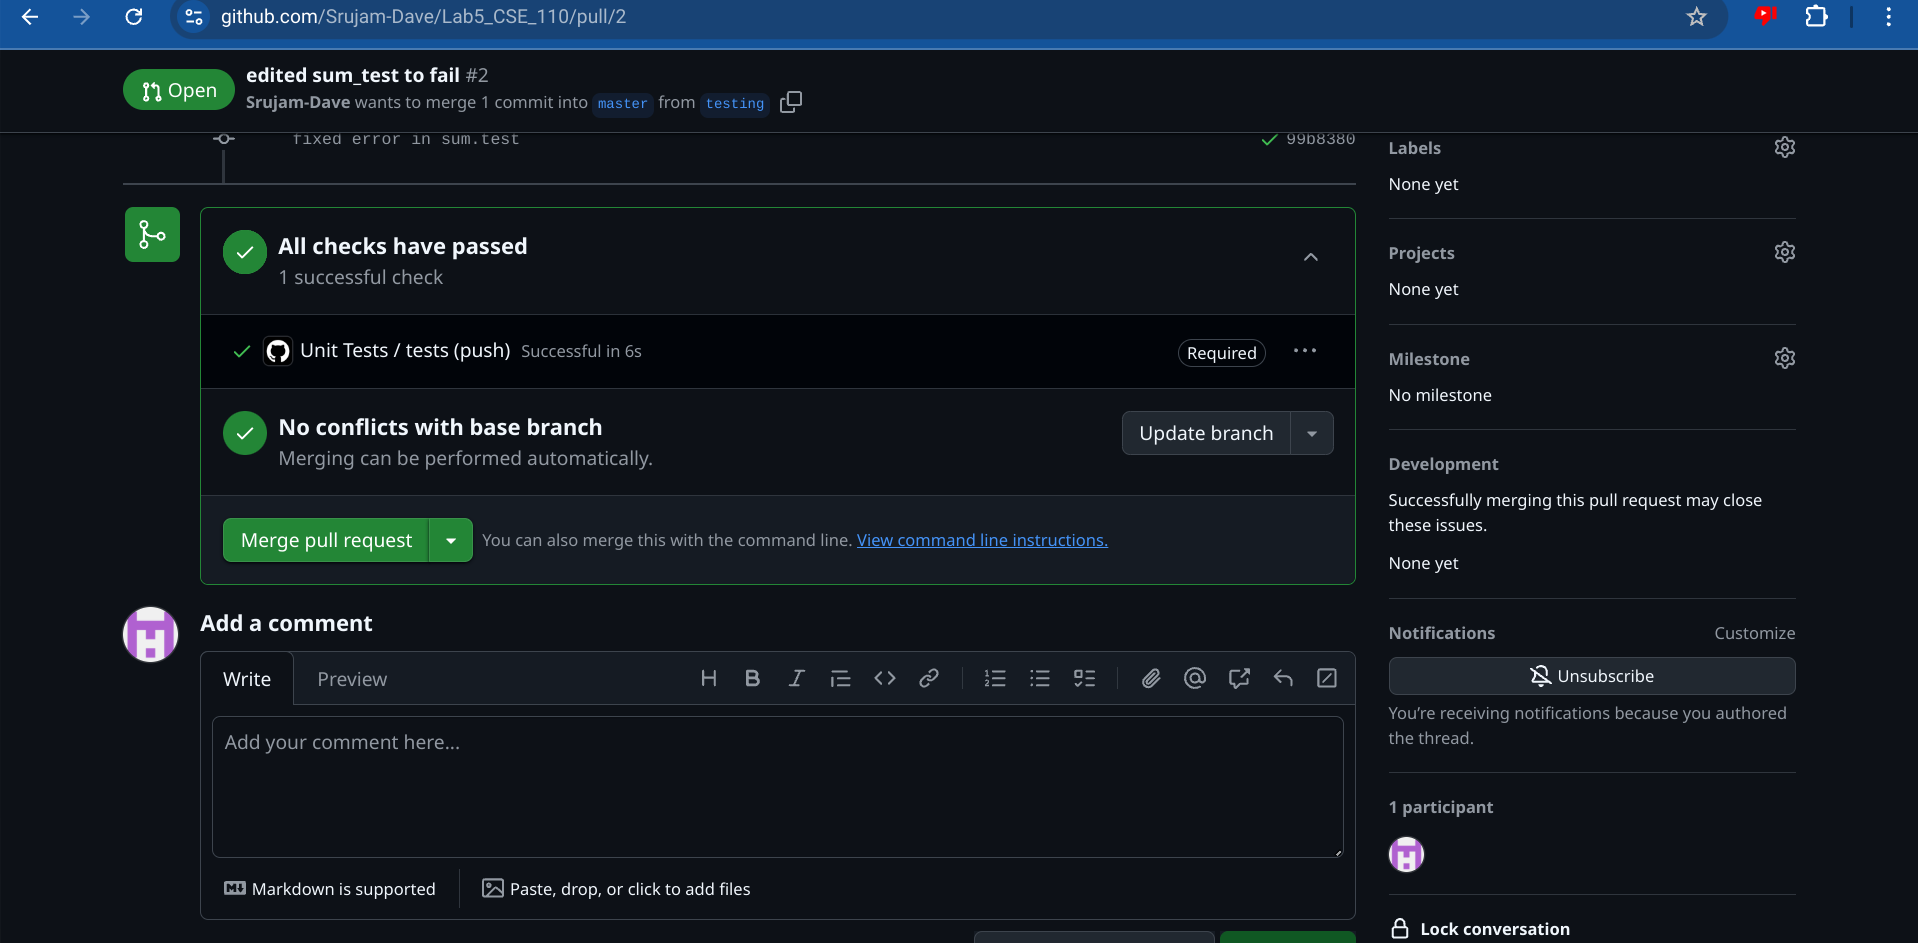 github.com/Srujam-Dave/Lab5_CSE_110/pull/2
Open
edited sum_test to fail #2
Srujam-Dave wants to merge 1 commit into master from testing
fixed error in sum.test
99b8380
All checks have passed
1 successful check
Unit Tests / tests (push) Successful in 6s
Required
No conflicts with base branch
Merging can be performed automatically.
Update branch
Merge pull request
You can also merge this with the command line. View command line instructions.
Add a comment
Write
Preview
Add your comment here...
Markdown is supported
Paste, drop, or click to add files
Labels
None yet
Projects
None yet
Milestone
No milestone
Development
Successfully merging this pull request may close
these issues.
None yet
Notifications
Customize
Unsubscribe
You’re receiving notifications because you authored
the thread.
1 participant
Lock conversation